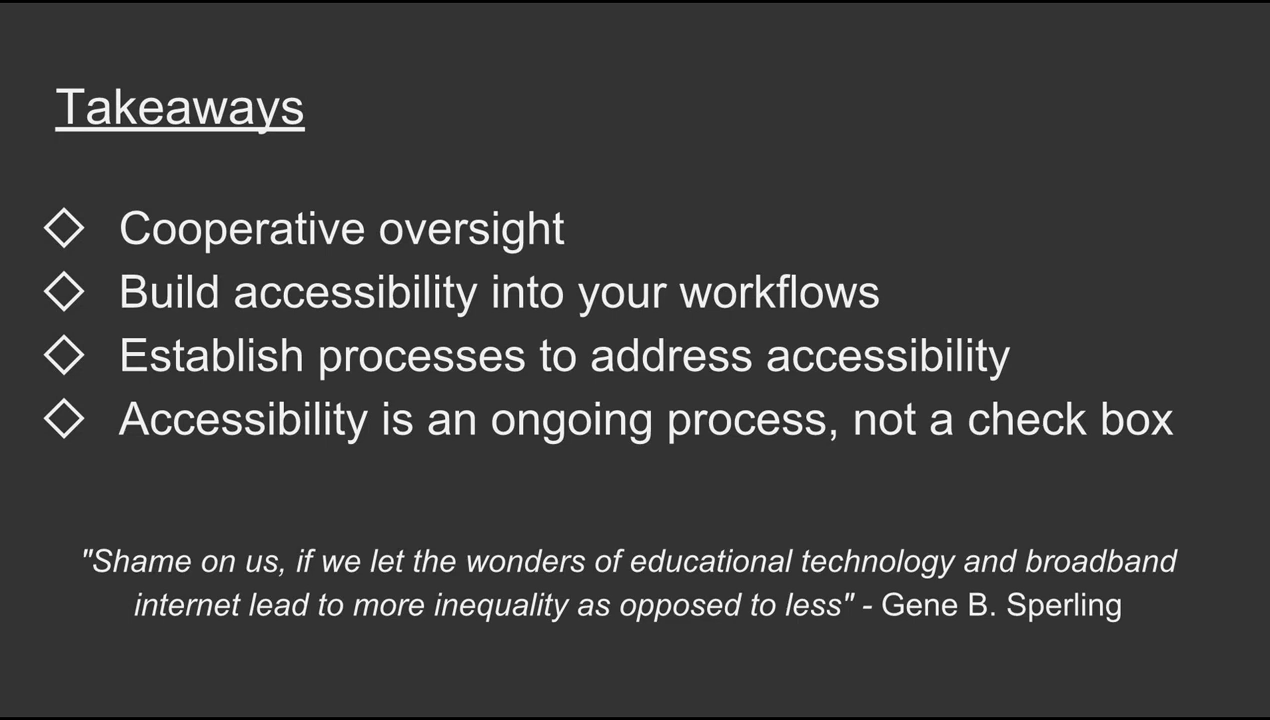 Takeaways
◇ Cooperative oversight
◇ Build accessibility into your workflows
◇ Establish processes to address accessibility
◇ Accessibility is an ongoing process, not a check box
"Shame on us, if we let the wonders of educational technology and broadband
internet lead to more inequality as opposed to less" - Gene B. Sperling